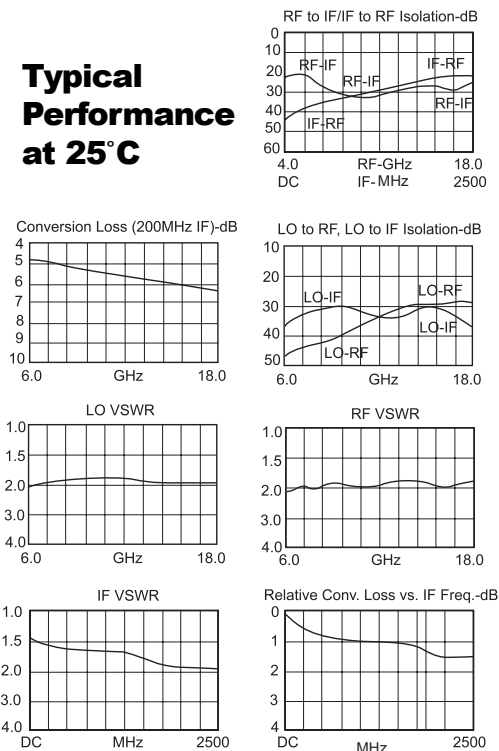 Typical
Performance
at 25°C
RF to IF/IF to RF Isolation-dB
0
10
20
30
40
50
60
RF-IF
RF-IF
IF-RF
RF-IF
IF-RF
4.0 RF-GHz 18.0
DC IF-MHz 2500
Conversion Loss (200MHz IF)-dB
4
5
6
7
8
9
10
6.0 GHz 18.0
LO to RF, LO to IF Isolation-dB
10
20
30
40
50
LO-IF
LO-RF
LO-IF
LO-RF
6.0 GHz 18.0
LO VSWR
1.0
1.5
2.0
3.0
4.0
6.0 GHz 18.0
RF VSWR
1.0
1.5
2.0
3.0
4.0
6.0 GHz 18.0
IF VSWR
1.0
1.5
2.0
3.0
4.0
DC MHz 2500
Relative Conv. Loss vs. IF Freq.-dB
0
1
2
3
4
DC MHz 2500